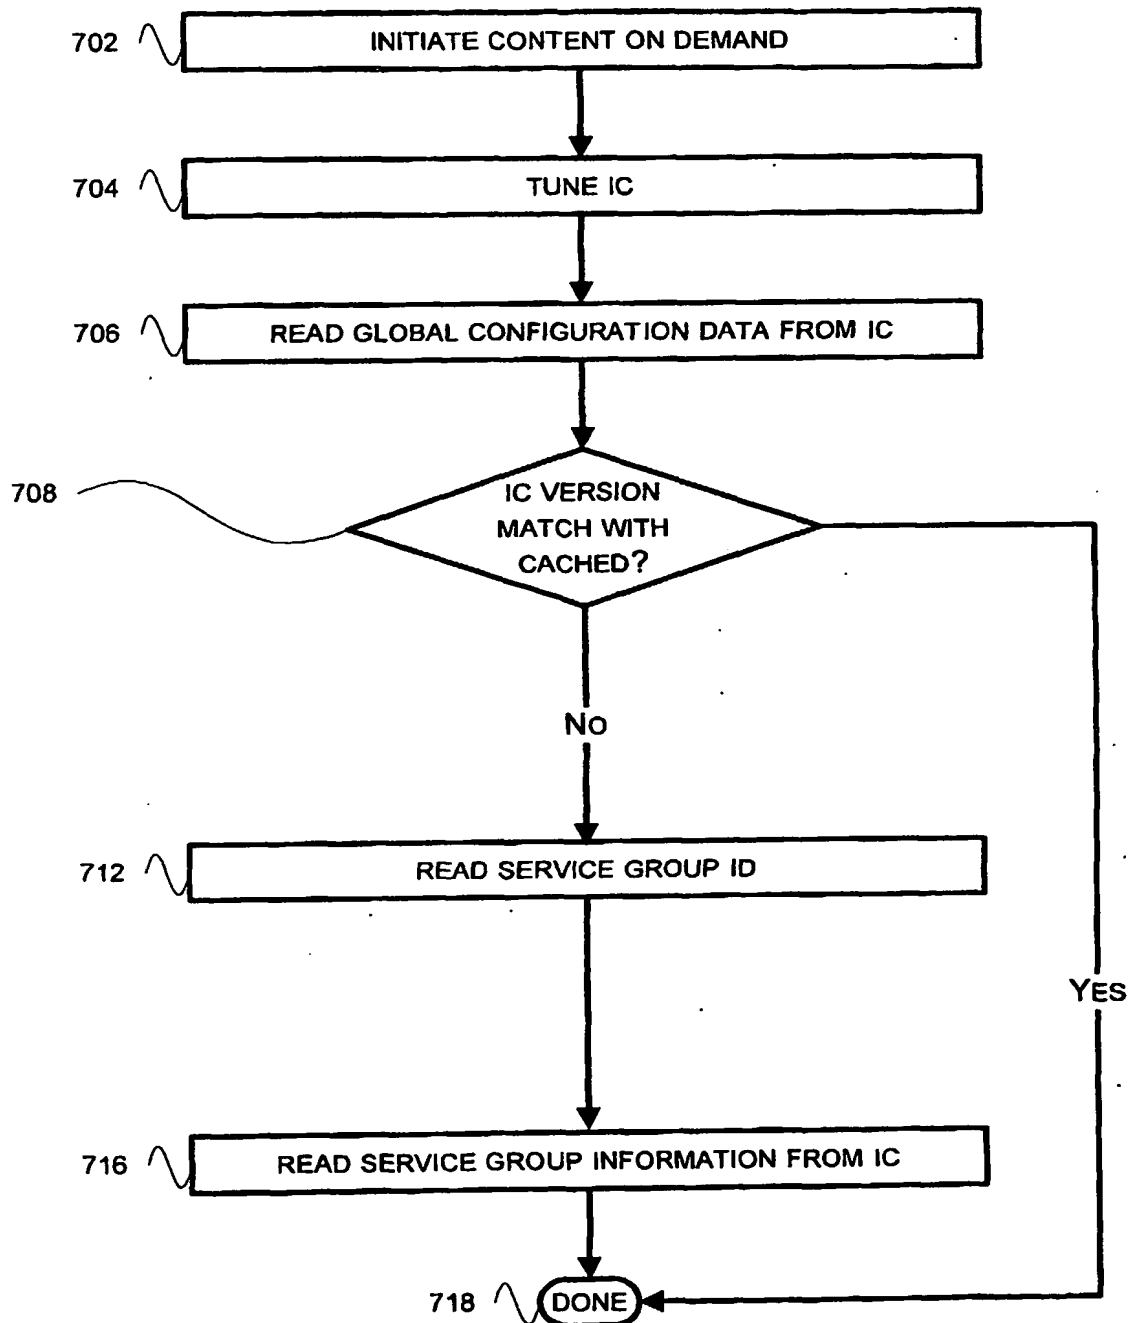 702
INITIATE CONTENT ON DEMAND
704
TUNE IC
706
READ GLOBAL CONFIGURATION DATA FROM IC
708
IC VERSION
MATCH WITH
CACHED?
NO
712
READ SERVICE GROUP ID
YES
716
READ SERVICE GROUP INFORMATION FROM IC
718
DONE